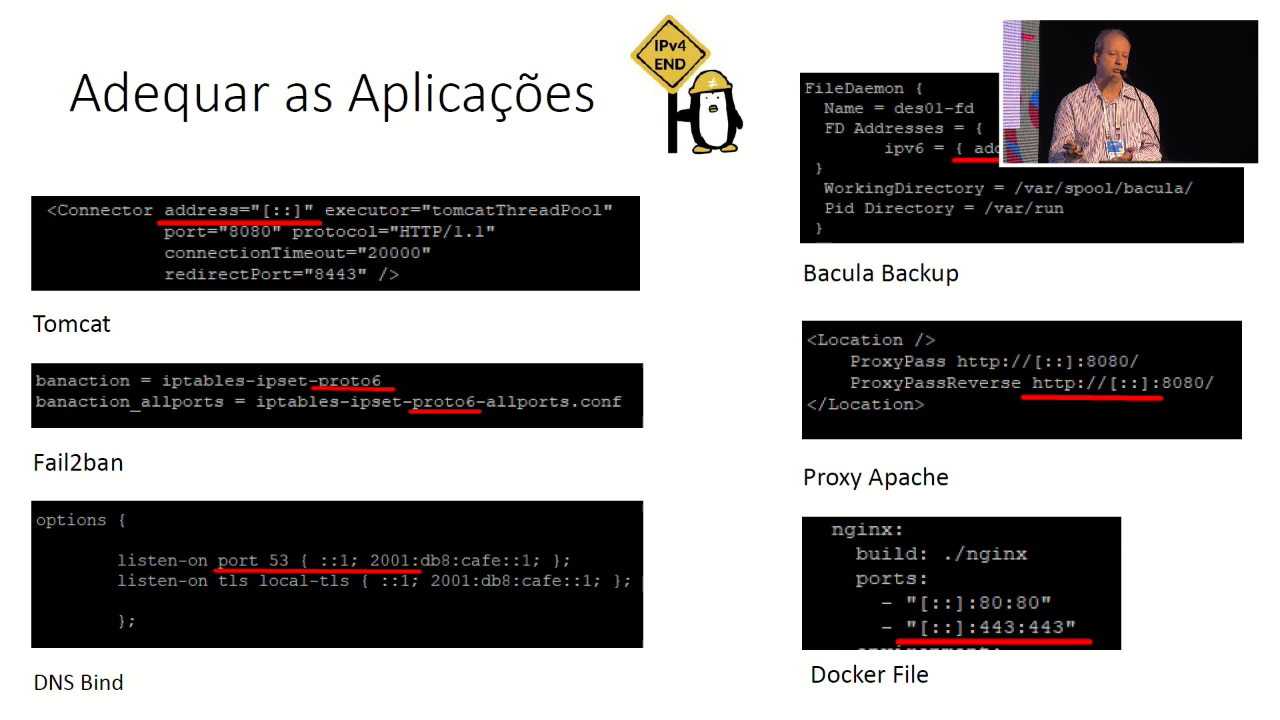 Adequar as Aplicações
IPv4
END
<Connector address="[::]" executor="tomcatThreadPool"
port="8080" protocol="HTTP/1.1"
connectionTimeout="20000"
redirectPort="8443" />
Tomcat
banaction = iptables-ipset-proto6
banaction_allports = iptables-ipset-proto6-allports.conf
Fail2ban
options {
listen-on port 53 { ::1; 2001:db8:cafe::1; };
listen-on tls local-tls { ::1; 2001:db8:cafe::1; };
};
DNS Bind
FileDaemon {
Name = des01-fd
FD Addresses = {
ipv6 = {
}
WorkingDirectory = /var/spool/bacula/
Pid Directory = /var/run
}
Bacula Backup
<Location />
ProxyPass http://[::]:8080/
ProxyPassReverse http://[::]:8080/
</Location>
Proxy Apache
nginx:
build: ./nginx
ports:
- "[::]:80:80"
- "[::]:443:443"
Docker File